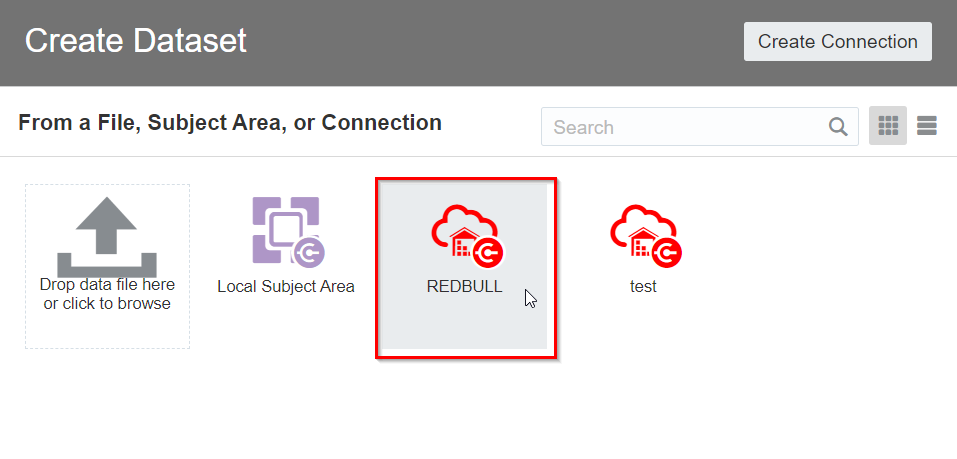 Create Dataset
Create Connection
From a File, Subject Area, or Connection
Search
Drop data file here
or click to browse
Local Subject Area
REDBULL
test